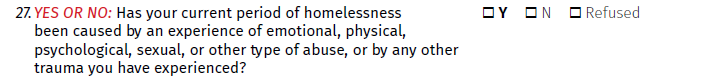 27. YES OR NO: Has your current period of homelessness ☐ Y ☐ N ☐ Refused
been caused by an experience of emotional, physical,
psychological, sexual, or other type of abuse, or by any other
trauma you have experienced?